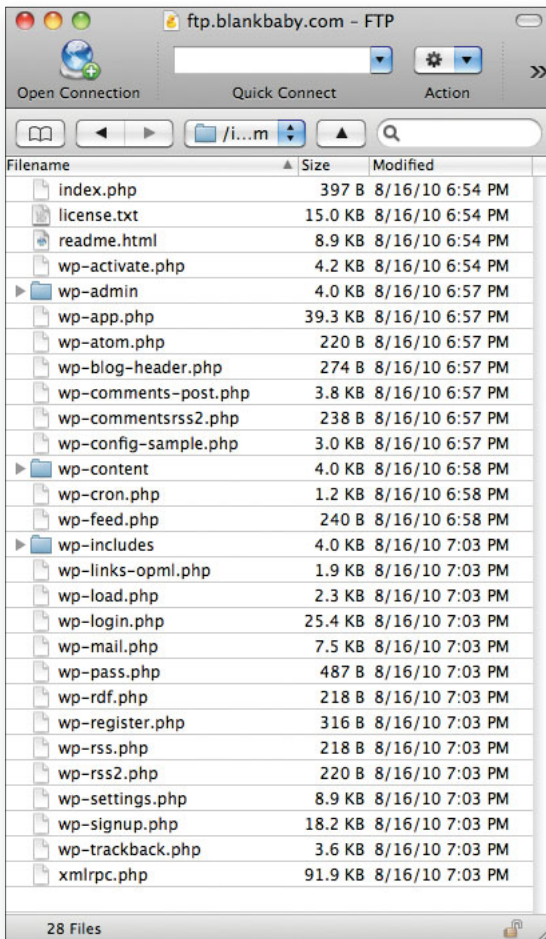 ftp.blankbaby.com – FTP
Open Connection Quick Connect Action
/i...m
Filename Size Modified
index.php 397 B 8/16/10 6:54 PM
license.txt 15.0 KB 8/16/10 6:54 PM
readme.html 8.9 KB 8/16/10 6:54 PM
wp-activate.php 4.2 KB 8/16/10 6:54 PM
wp-admin 4.0 KB 8/16/10 6:57 PM
wp-app.php 39.3 KB 8/16/10 6:57 PM
wp-atom.php 220 B 8/16/10 6:57 PM
wp-blog-header.php 274 B 8/16/10 6:57 PM
wp-comments-post.php 3.8 KB 8/16/10 6:57 PM
wp-commentsrss2.php 238 B 8/16/10 6:57 PM
wp-config-sample.php 3.0 KB 8/16/10 6:57 PM
wp-content 4.0 KB 8/16/10 6:58 PM
wp-cron.php 1.2 KB 8/16/10 6:58 PM
wp-feed.php 240 B 8/16/10 6:58 PM
wp-includes 4.0 KB 8/16/10 7:03 PM
wp-links-opml.php 1.9 KB 8/16/10 7:03 PM
wp-load.php 2.3 KB 8/16/10 7:03 PM
wp-login.php 25.4 KB 8/16/10 7:03 PM
wp-mail.php 7.5 KB 8/16/10 7:03 PM
wp-pass.php 487 B 8/16/10 7:03 PM
wp-rdf.php 218 B 8/16/10 7:03 PM
wp-register.php 316 B 8/16/10 7:03 PM
wp-rss.php 218 B 8/16/10 7:03 PM
wp-rss2.php 220 B 8/16/10 7:03 PM
wp-settings.php 8.9 KB 8/16/10 7:03 PM
wp-signup.php 18.2 KB 8/16/10 7:03 PM
wp-trackback.php 3.6 KB 8/16/10 7:03 PM
xmlrpc.php 91.9 KB 8/16/10 7:03 PM
28 Files